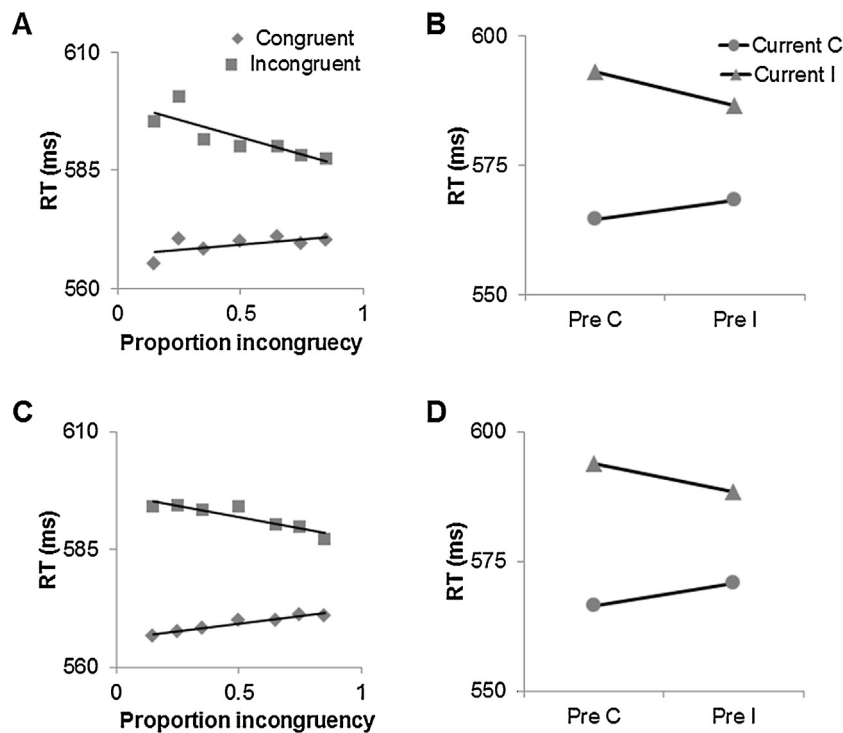 A
Congruent
Incongruent
610
585
560
RT (ms)
0
0.5
1
Proportion incongruecy
B
Current C
Current I
600
575
550
RT (ms)
Pre C
Pre I
C
610
585
560
RT (ms)
0
0.5
1
Proportion incongruency
D
600
575
550
RT (ms)
Pre C
Pre I